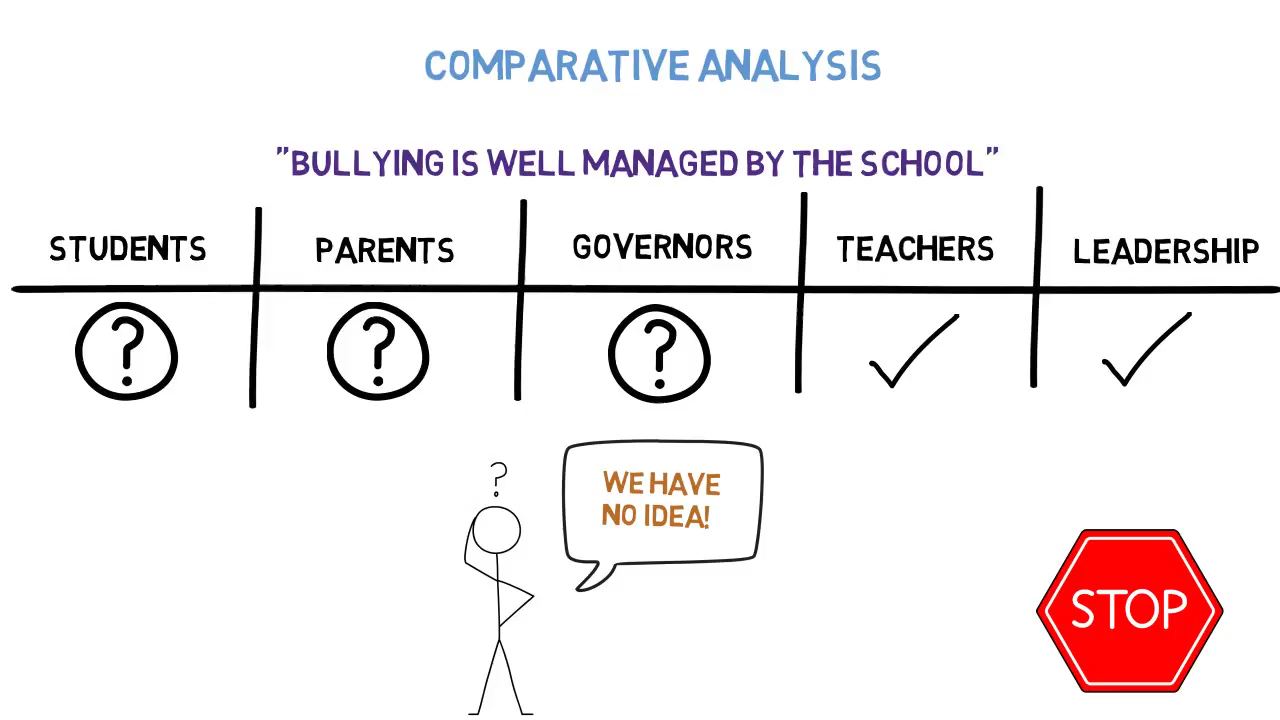 COMPARATIVE ANALYSIS
"BULLYING IS WELL MANAGED BY THE SCHOOL"
STUDENTS PARENTS GOVERNORS TEACHERS LEADERSHIP
? ? ? ✓ ✓
?
WE HAVE
NO IDEA!
STOP